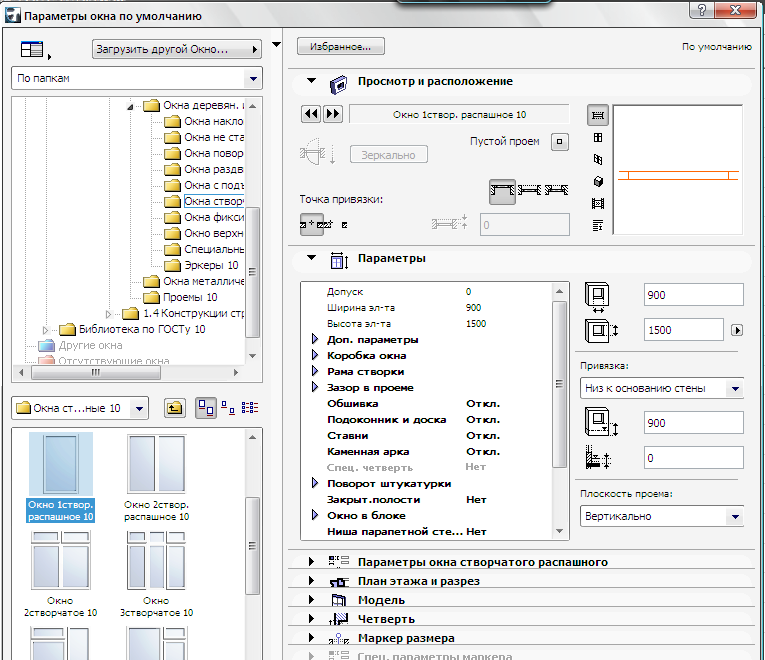 Параметры окна по умолчанию
Загрузить другой Окно...
Избранное...
По умолчанию
По папкам
Окна деревян.
Окна накло
Окна не ста
Окна повор
Окна раздв
Окна с подъ
Окна створч
Окна фикси
Окно верхн
Специальны
Эркеры 10
Окна металличе
Проемы 10
1.4 Конструкции стр
Библиотека по ГОСТу 10
Другие окна
Отсутствующие окна
Окна ст...ные 10
Окно 1створ.
распашное 10
Окно 2створ.
распашное 10
Окно
2створчатое 10
Окно
3створчатое 10
Просмотр и расположение
Окно 1створ. распашное 10
Пустой проем
Зеркально
Точка привязки:
0
Параметры
Допуск 0
Ширина эл-та 900
Высота эл-та 1500
Доп. параметры
Коробка окна
Рама створки
Зазор в проеме
Обшивка Откл.
Подоконник и доска Откл.
Ставни Откл.
Каменная арка Откл.
Спец. четверть Нет
Поворот штукатурки
Закрыт.полости Нет
Окно в блоке
Ниша парапетной сте... Нет
900
1500
Привязка:
Низ к основанию стены
900
0
Плоскость проема:
Вертикально
Параметры окна створчатого распашного
План этажа и разрез
Модель
Четверть
Маркер размера
Спец. параметры маркера